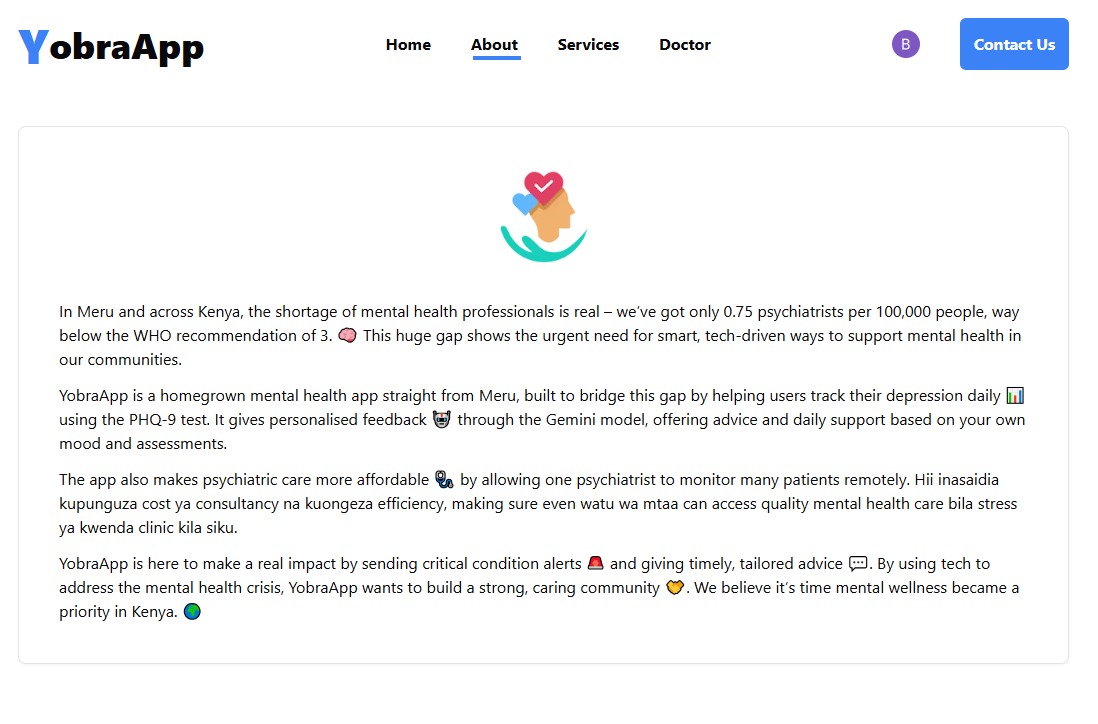 YobraApp
Home
About
Services
Doctor
B
Contact Us
In Meru and across Kenya, the shortage of mental health professionals is real – we’ve got only 0.75 psychiatrists per 100,000 people, way
below the WHO recommendation of 3. 🧠 This huge gap shows the urgent need for smart, tech-driven ways to support mental health in
our communities.
YobraApp is a homegrown mental health app straight from Meru, built to bridge this gap by helping users track their depression daily 📊
using the PHQ-9 test. It gives personalised feedback 🤖 through the Gemini model, offering advice and daily support based on your own
mood and assessments.
The app also makes psychiatric care more affordable 🩺 by allowing one psychiatrist to monitor many patients remotely. Hii inasaidia
kupunguza cost ya consultancy na kuongeza efficiency, making sure even watu wa mtaa can access quality mental health care bila stress
ya kwenda clinic kila siku.
YobraApp is here to make a real impact by sending critical condition alerts 🚨 and giving timely, tailored advice 💬. By using tech to
address the mental health crisis, YobraApp wants to build a strong, caring community 💛. We believe it’s time mental wellness became a
priority in Kenya. 🌍